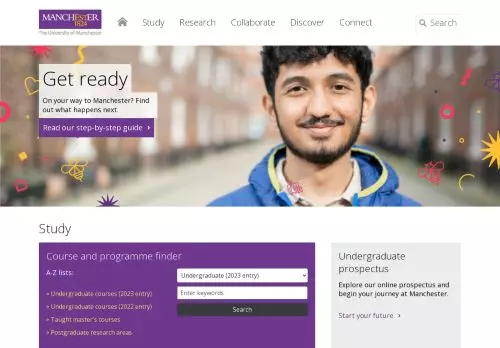 MANCHESTER
1824
The University of Manchester
Study
Research
Collaborate
Discover
Connect
Search
Get ready
On your way to Manchester? Find
out what happens next.
Read our step-by-step guide ›
Study
Course and programme finder
A-Z lists:
» Undergraduate courses (2023 entry)
» Undergraduate courses (2022 entry)
» Taught master's courses
» Postgraduate research areas
Undergraduate (2023 entry)
Enter keywords
Search
Undergraduate
prospectus
Explore our online prospectus and
begin your journey at Manchester.
Start your future ›